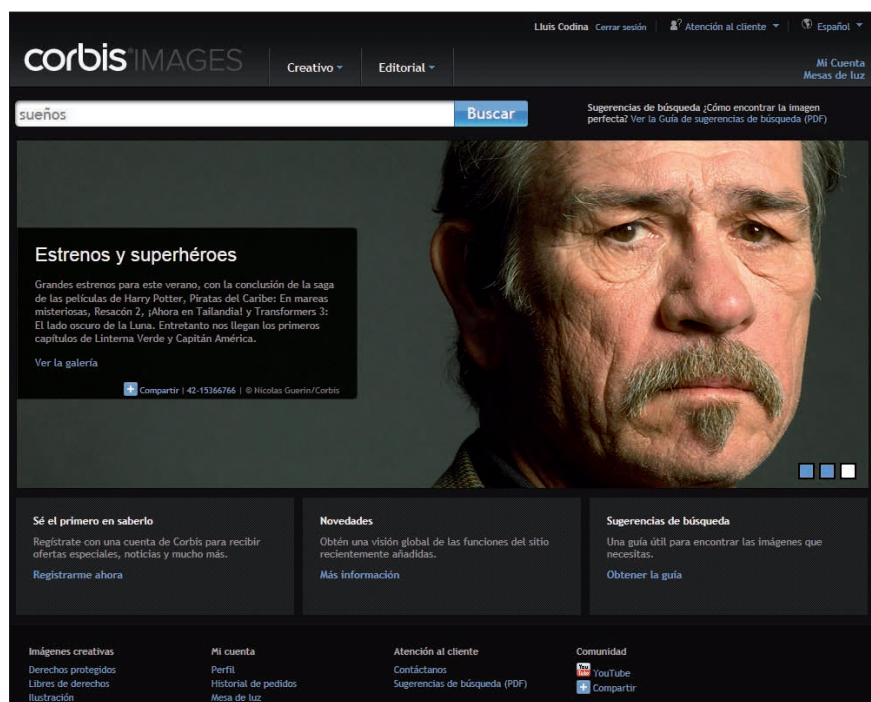 Lluis Codina Cerrar sesión Atención al cliente Español
corbis IMAGES
Creativo Editorial
Mi Cuenta
Mesas de luz
sueños Buscar
Sugerencias de búsqueda ¿Cómo encontrar la imagen
perfecta? Ver la Guía de sugerencias de búsqueda (PDF)
Estrenos y superhéroes
Grandes estrenos para este verano, con la conclusión de la saga
de las películas de Harry Potter, Piratas del Caribe: En mareas
misteriosas, Resacón 2, ¡Ahora en Tailandia! y Transformers 3:
El lado oscuro de la Luna. Entretanto nos llegan los primeros
capítulos de Linterna Verde y Capitán América.
Ver la galería
Compartir | 42-15366766 | © Nicolas Guerin/Corbis
Sé el primero en saberlo
Regístrate con una cuenta de Corbis para recibir
ofertas especiales, noticias y mucho más.
Registrarme ahora
Novedades
Obtén una visión global de las funciones del sitio
recientemente añadidas.
Más información
Sugerencias de búsqueda
Una guía útil para encontrar las imágenes que
necesitas.
Obtener la guía
Imágenes creativas
Derechos protegidos
Libres de derechos
Ilustración
Mi cuenta
Perfil
Historial de pedidos
Mesa de luz
Atención al cliente
Contáctanos
Sugerencias de búsqueda (PDF)
Comunidad
You Tube YouTube
Compartir